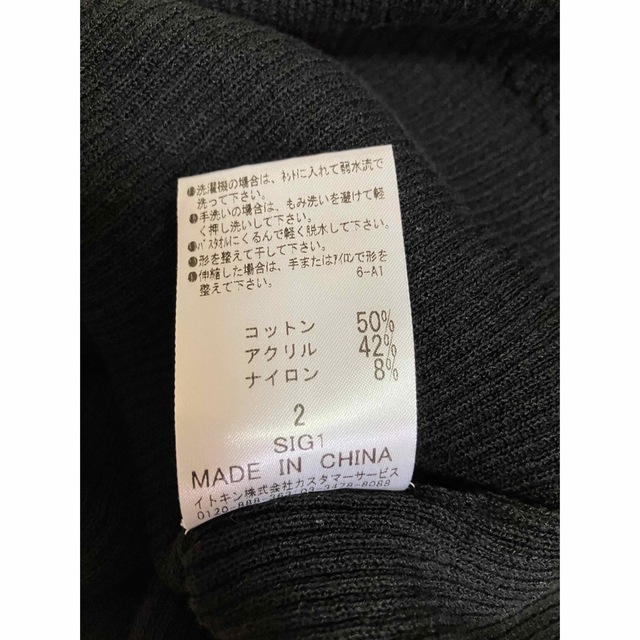 洗濯機の場合は、ネットに入れて弱水流で
洗って下さい。
手洗いの場合は、もみ洗いを避けて軽
く押し洗いして下さい。
バスタオルにくるんで軽く脱水して下さい。
形を整えて干して下さい。
伸縮した場合は、手またはアイロンで形を
整えて下さい。 6-A1
コットン 50%
アクリル 42%
ナイロン 8%
2
SIG1
MADE IN CHINA
イトキン株式会社カスタマーサービス
0120-888-363 03-3478-8088